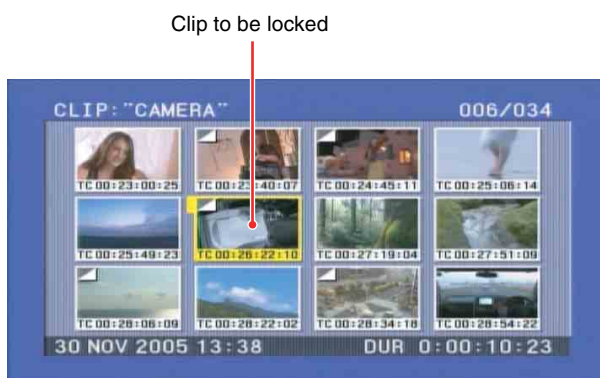 Clip to be locked
CLIP:"CAMERA" 006/034
TC 00:23:00:25 TC 00:23:40:07 TC 00:24:45:11 TC 00:25:06:14
TC 00:25:49:23 TC 00:26:22:10 TC 00:27:19:04 TC 00:27:51:09
TC 00:28:06:09 TC 00:28:22:02 TC 00:28:34:18 TC 00:28:54:22
30 NOV 2005 13:38 DUR 0:00:10:23